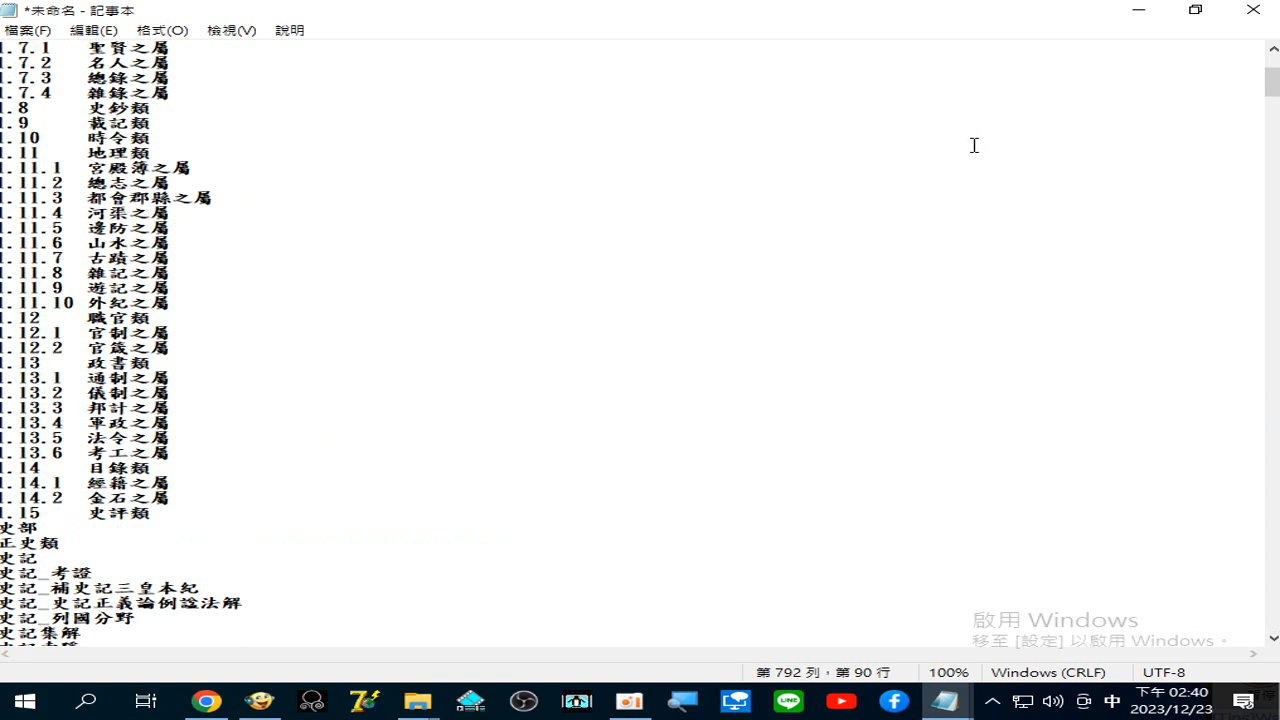 *未命名 - 記事本
檔案(F) 編輯(E) 格式(O) 檢視(V) 說明
1.7.1 聖賢之屬
1.7.2 名人之屬
1.7.3 總錄之屬
1.7.4 雜錄之屬
1.8 史鈔類
1.9 載記類
1.10 時令類
1.11 地理類
1.11.1 宮殿簿之屬
1.11.2 總志之屬
1.11.3 都會郡縣之屬
1.11.4 河渠之屬
1.11.5 邊防之屬
1.11.6 山水之屬
1.11.7 古蹟之屬
1.11.8 雜記之屬
1.11.9 遊記之屬
1.11.10 外紀之屬
1.12 職官類
1.12.1 官制之屬
1.12.2 官箴之屬
1.13 政書類
1.13.1 通制之屬
1.13.2 儀制之屬
1.13.3 邦計之屬
1.13.4 軍政之屬
1.13.5 法令之屬
1.13.6 考工之屬
1.14 目錄類
1.14.1 經籍之屬
1.14.2 金石之屬
1.15 史評類
史部
正史類
史記
史記_考證
史記_補史記三皇本紀
史記_史記正義論例諡法解
史記_列國分野
史記集解
啟用 Windows
移至 [設定] 以啟用 Windows。
第 792 列，第 90 行 100% Windows (CRLF) UTF-8
中 下午 02:40
2023/12/23